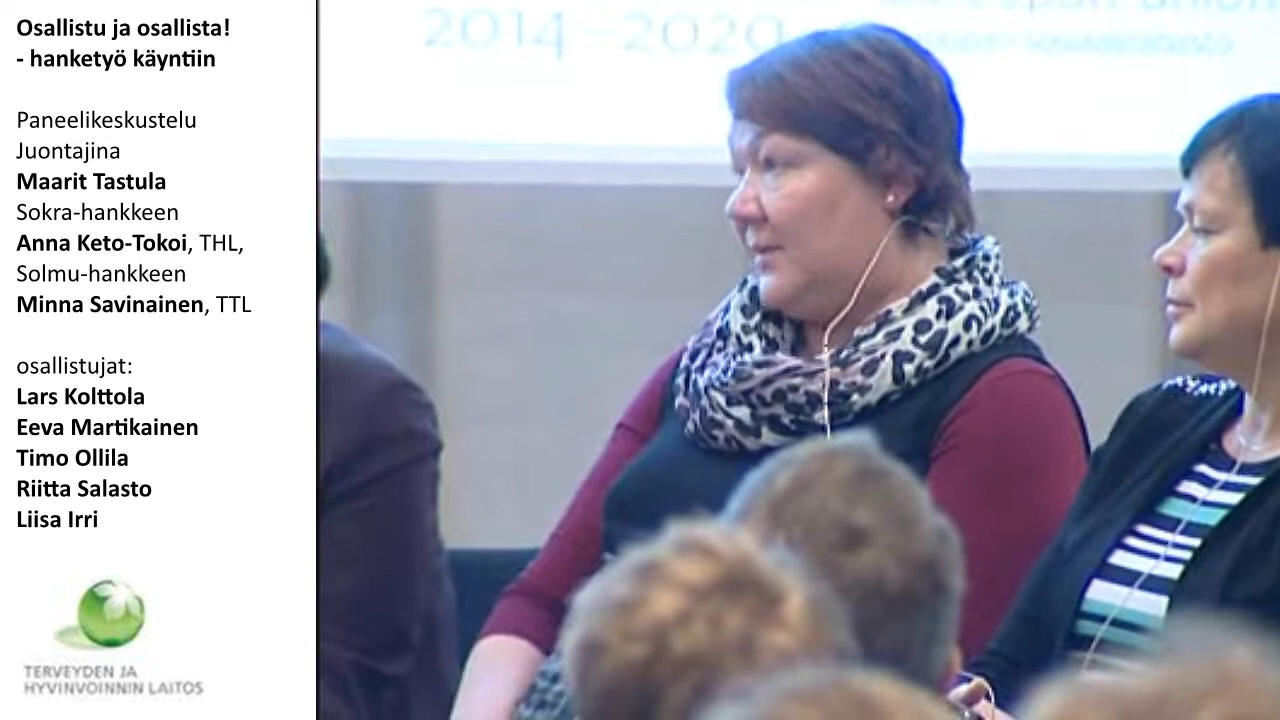 Osallistu ja osallista!
- hanketyö käyntiin
Paneelikeskustelu
Juontajina
Maarit Tastula
Sokra-hankkeen
Anna Keto-Tokoi, THL,
Solmu-hankkeen
Minna Savinainen, TTL
osallistujat:
Lars Kolttola
Eeva Martikainen
Timo Ollila
Riitta Salasto
Liisa Irri
TERVEYDEN JA
HYVINVOINNIN LAITOS
2014–2020